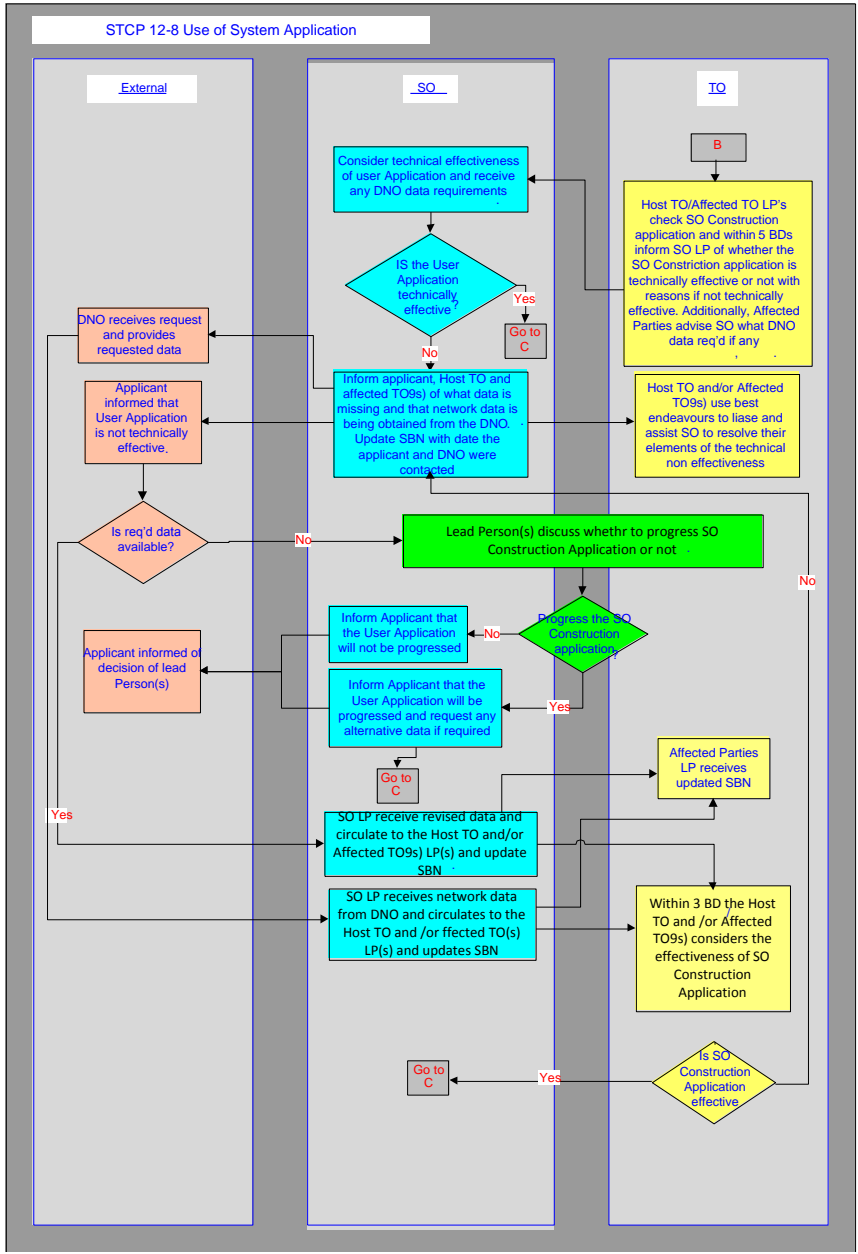 STCP 12-8 Use of System Application
External
SO
TO
B
Consider technical effectiveness
of user Application and receive
any DNO data requirements
Host TO/Affected TO LP's
check SO Construction
application and within 5 BDs
inform SO LP of whether the
SO Constriction application is
technically effective or not with
reasons if not technically
effective. Additionally, Affected
Parties advise SO what DNO
data req'd if any
IS the User
Application
technically
effective?
Yes
Go to
C
No
DNO receives request
and provides
requested data
Applicant
informed that
User Application
is not technically
effective.
Inform applicant, Host TO and
affected TO9s) of what data is
missing and that network data is
being obtained from the DNO.
Update SBN with date the
applicant and DNO were
contacted
Host TO and/or Affected
TO9s) use best
endeavours to liase and
assist SO to resolve their
elements of the technical
non effectiveness
Is req'd data
available?
No
Lead Person(s) discuss whethr to progress SO
Construction Application or not
No
Progress the SO
Construction
application?
No
Inform Applicant that
the User Application
will not be progressed
Applicant informed of
decision of lead
Person(s)
Inform Applicant that the
User Application will be
progressed and request any
alternative data if required
Yes
Go to
C
Affected Parties
LP receives
updated SBN
Yes
SO LP receive revised data and
circulate to the Host TO and/or
Affected TO9s) LP(s) and update
SBN
SO LP receives network data
from DNO and circulates to the
Host TO and /or ffected TO(s)
LP(s) and updates SBN
Within 3 BD the Host
TO and /or Affected
TO9s) considers the
effectiveness of SO
Construction
Application
Is SO
Construction
Application
effective
Yes
Go to
C